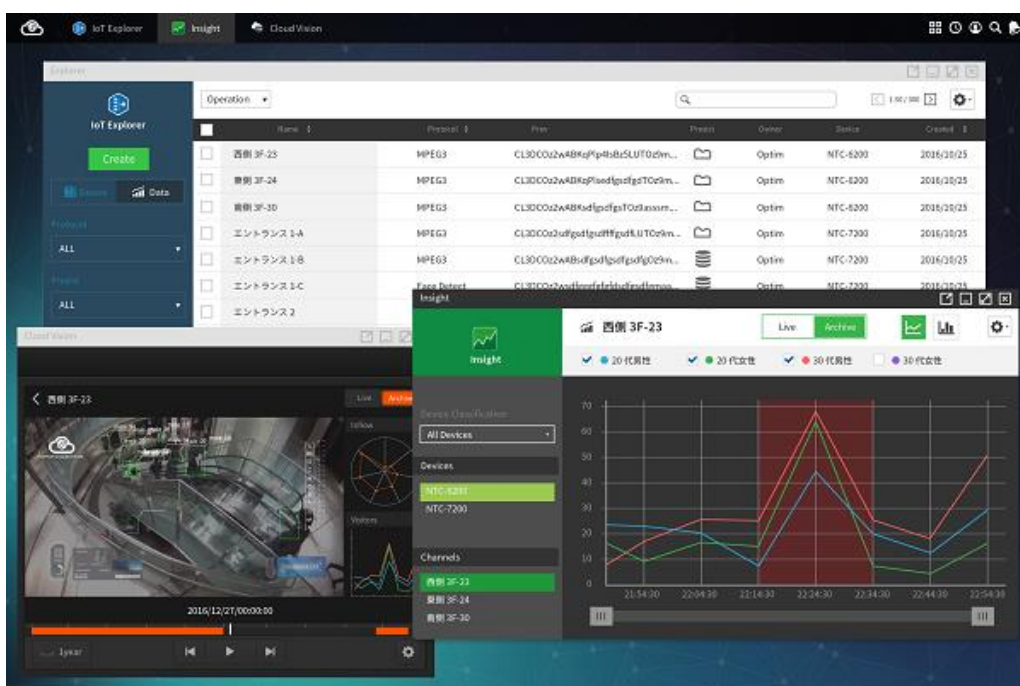 IoT Explorer Insight Cloud Vision
Explorer
IoT Explorer
Create
Data
ALL
ALL
Operation
Name Protocol Owner Device Created
西側 3F-23 MPEG3 Optim NTC-6200 2016/10/25
東側 3F-24 MPEG3 Optim NTC-6200 2016/10/25
南側 3F-30 MPEG3 Optim NTC-6200 2016/10/25
エントランス 1-A MPEG3 Optim NTC-7200 2016/10/25
エントランス 1-B MPEG3 Optim NTC-7200 2016/10/25
エントランス 1-C Face Detect Optim NTC-7200 2016/10/25
エントランス 2
Cloud Vision
西側 3F-23
Live Archive
Inflow
Visitors
2016/12/27/00:00:00
1year
Insight
Insight
西側 3F-23
Live Archive
20 代男性 20 代女性 30 代男性 30 代女性
Device Classification
All Devices
Devices
NTC-6200
NTC-7200
Channels
西側 3F-23
東側 3F-24
南側 3F-30
70
60
50
40
30
20
10
0
21:54:30 22:04:30 22:14:30 22:24:30 22:34:30 22:44:30 22:54:30